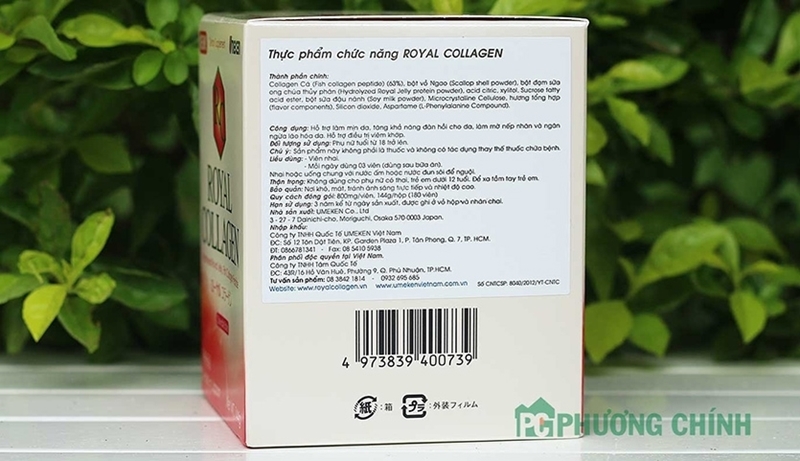 Thực phẩm chức năng ROYAL COLLAGEN
Thành phần chính:
Collagen Cá (Fish collagen peptide) (63%), bột vỏ Ngao (Scallop shell powder), bột đạm sữa
ong chúa thủy phân (Hydrolyzed Royal Jelly protein powder), acid citric, xylitol, Sucrose fatty
acid ester, bột sữa đậu nành (Soy milk powder), Microcrystalline Cellulose, hương tổng hợp
(flavor components), Silicon dioxide, Aspartame (L-Phenylalanine Compound).
Công dụng: Hỗ trợ làm mịn da, tăng khả năng đàn hồi cho da, làm mờ nếp nhăn và ngăn
ngừa lão hóa da. Hỗ trợ điều trị viêm khớp.
Đối tượng sử dụng: Phụ nữ tuổi từ 18 trở lên.
Chú ý: Sản phẩm này không phải là thuốc và không có tác dụng thay thế thuốc chữa bệnh.
Liều dùng: - Viên nhai.
- Mỗi ngày dùng 03 viên (dùng sau bữa ăn).
Nhai hoặc uống chung với nước ấm hoặc nước đun sôi để nguội.
Thận trọng: Không dùng cho phụ nữ có thai, trẻ em dưới 12 tuổi. Để xa tầm tay trẻ em.
Bảo quản: Nơi khô, mát, tránh ánh sáng trực tiếp và nhiệt độ cao.
Quy cách đóng gói: 800mg/viên, 144g/hộp (180 viên)
Hạn sử dụng: 3 năm kể từ ngày sản xuất, được ghi ở vỏ hộp và nhãn chai.
Nhà sản xuất: UMEKEN Co., Ltd
3 - 27 - 7 Dainichi-cho, Moriguchi, Osaka 570-0003 Japan.
Nhập khẩu:
Công ty TNHH Quốc Tế UMEKEN Việt Nam
ĐC: Số 12 Tôn Dật Tiên, KP. Garden Plaza 1, P. Tân Phong, Q. 7, TP. HCM.
ĐT: 0866781341 - Fax: 08 5410 5938
Phân phối độc quyền tại Việt Nam:
Công ty TNHH Tâm Quốc Tế
ĐC: 43R/16 Hồ Văn Huê, Phường 9, Q. Phú Nhuận, TP.HCM.
Tư vấn sản phẩm: 08 3842 1814 - 0932 695 685
Website: www.royalcollagen.vn - www.umekenvietnam.com.vn
Số CNTCSP: 8040/2012/YT-CNTC
ROYAL
COLLAGEN
4 973839 400739
紙 : 箱
プラ : 外装フィルム
PC PHƯƠNG CHÍNH